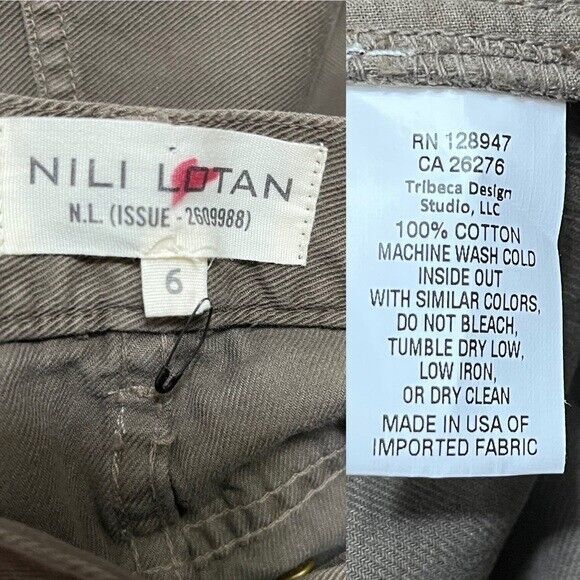 NILI LOTAN
N.L. (ISSUE - 2609988)
6
RN 128947
CA 26276
Tribeca Design
Studio, LLC
100% COTTON
MACHINE WASH COLD
INSIDE OUT
WITH SIMILAR COLORS,
DO NOT BLEACH,
TUMBLE DRY LOW,
LOW IRON,
OR DRY CLEAN
MADE IN USA OF
IMPORTED FABRIC